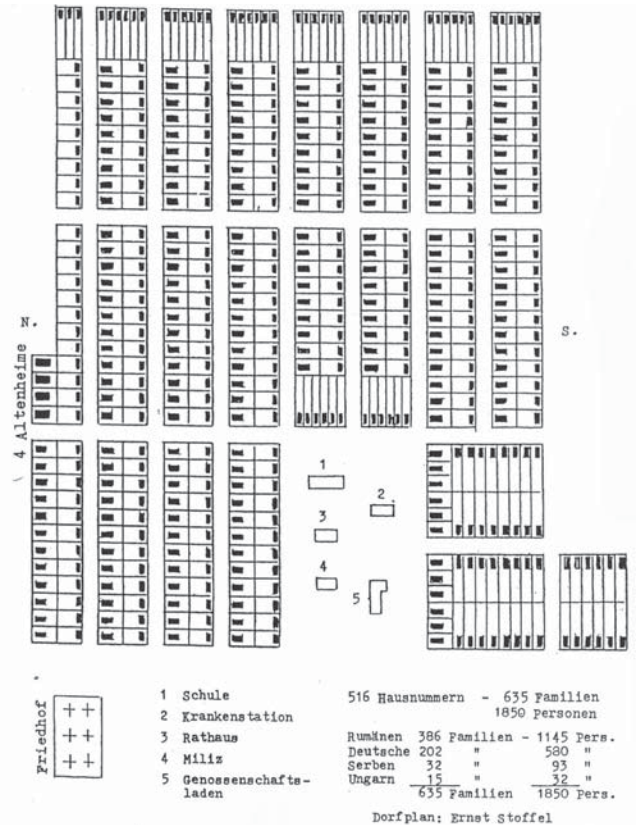 N.
S.
4 Altenheime
1
2
3
4
5
Friedhof
1 Schule
2 Krankenstation
3 Rathaus
4 Miliz
5 Genossenschafts-
laden
516 Hausnummern - 635 Familien
1850 Personen
Rumänen 386 Familien - 1145 Pers.
Deutsche 202 " 580 "
Serben 32 " 93 "
Ungarn 15 " 32 "
635 Familien 1850 Pers.
Dorfplan: Ernst Stoffel